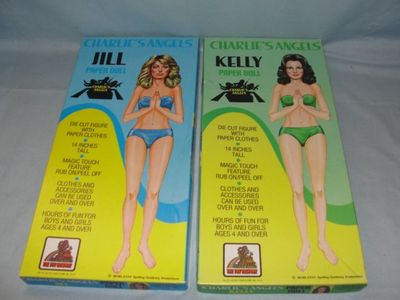 CHARLIE'S ANGELS
JILL
PAPER DOLL
CHARLIE'S
ANGELS
DIE CUT FIGURE
WITH
PAPER CLOTHES
• 14 INCHES
TALL
• MAGIC TOUCH
FEATURE
RUB ON/PEEL OFF
• CLOTHES AND
ACCESSORIES
CAN BE USED
OVER AND OVER
• HOURS OF FUN FOR
BOYS AND GIRLS
AGES 4 AND OVER
CHARLIE'S ANGELS
KELLY
PAPER DOLL
CHARLIE'S
ANGELS
DIE CUT FIGURE
WITH
PAPER CLOTHES
• 14 INCHES
TALL
• MAGIC TOUCH
FEATURE
RUB ON/PEEL OFF
• CLOTHES AND
ACCESSORIES
CAN BE USED
OVER AND OVER
• HOURS OF FUN FOR
BOYS AND GIRLS
AGES 4 AND OVER